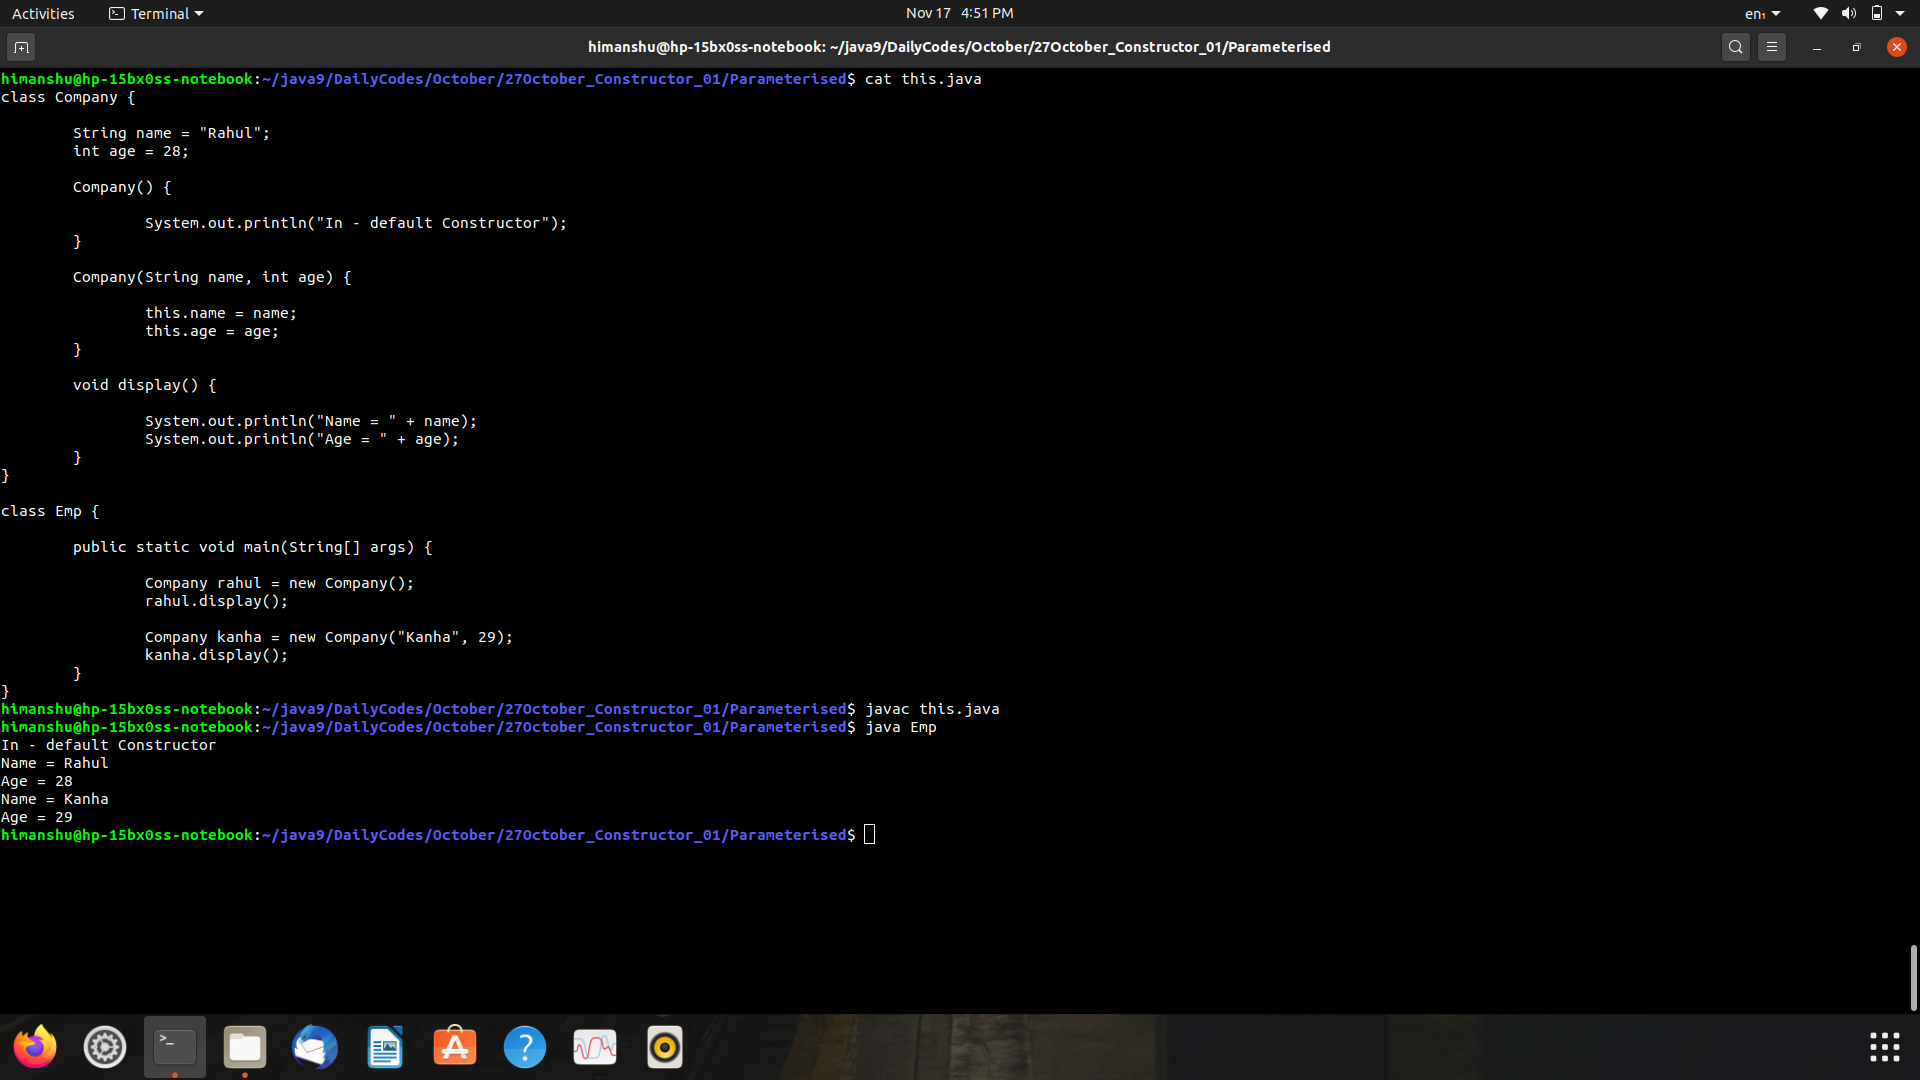 Activities Terminal Nov 17 4:51 PM en₁
himanshu@hp-15bx0ss-notebook: ~/java9/DailyCodes/October/27October_Constructor_01/Parameterised
himanshu@hp-15bx0ss-notebook:~/java9/DailyCodes/October/27October_Constructor_01/Parameterised$ cat this.java
class Company {
String name = "Rahul";
int age = 28;
Company() {
System.out.println("In - default Constructor");
}
Company(String name, int age) {
this.name = name;
this.age = age;
}
void display() {
System.out.println("Name = " + name);
System.out.println("Age = " + age);
}
}
class Emp {
public static void main(String[] args) {
Company rahul = new Company();
rahul.display();
Company kanha = new Company("Kanha", 29);
kanha.display();
}
}
himanshu@hp-15bx0ss-notebook:~/java9/DailyCodes/October/27October_Constructor_01/Parameterised$ javac this.java
himanshu@hp-15bx0ss-notebook:~/java9/DailyCodes/October/27October_Constructor_01/Parameterised$ java Emp
In - default Constructor
Name = Rahul
Age = 28
Name = Kanha
Age = 29
himanshu@hp-15bx0ss-notebook:~/java9/DailyCodes/October/27October_Constructor_01/Parameterised$